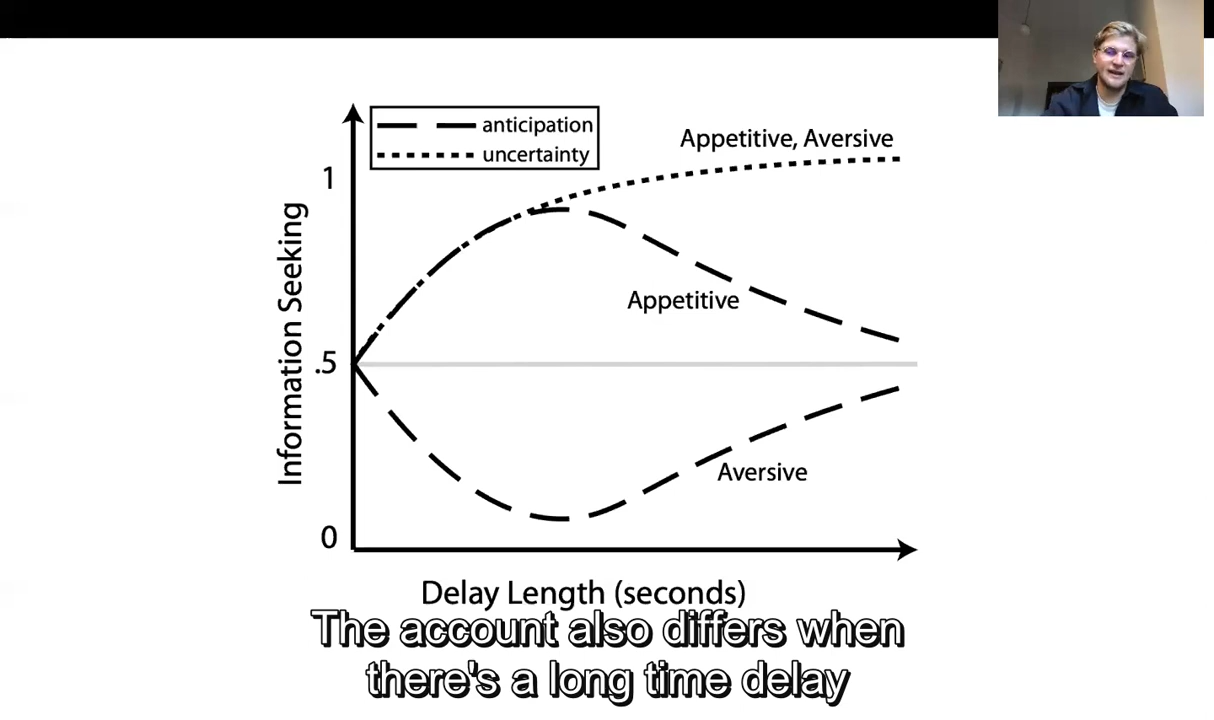 anticipation
uncertainty
Appetitive, Aversive
1
Appetitive
.5
Information Seeking
Aversive
0
Delay Length (seconds)
The account also differs when
there's a long time delay